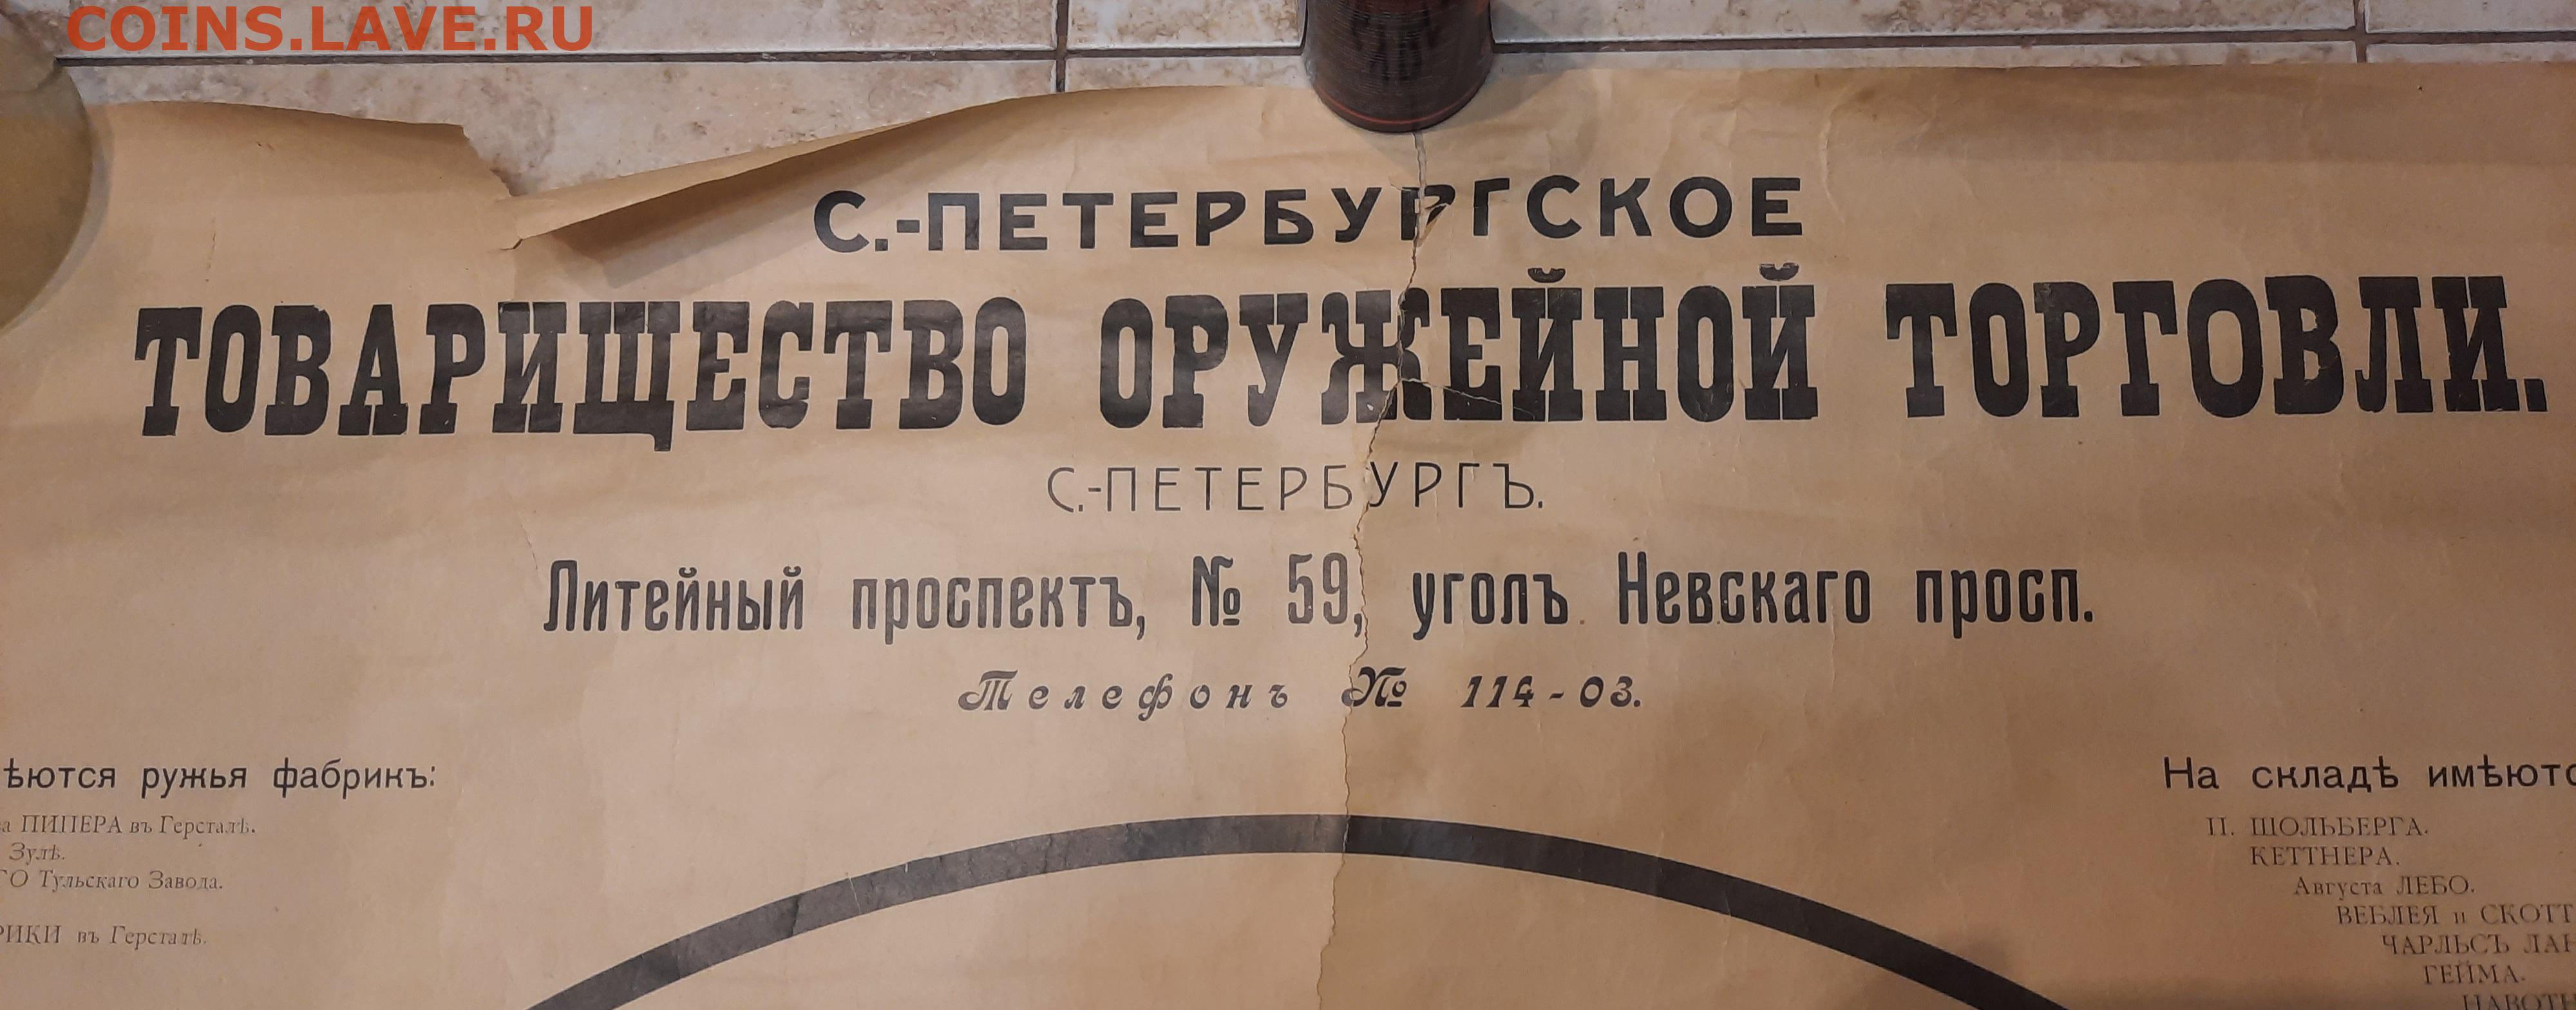 COINS.LAVE.RU
С.-ПЕТЕРБУРГСКОЕ
ТОВАРИЩЕСТВО ОРУЖЕЙНОЙ ТОРГОВЛИ.
С.-ПЕТЕРБУРГЪ.
Литейный проспектъ, № 59, уголъ Невскаго просп.
Телефонъ № 114-03.
ѣются ружья фабрикъ:
а ПИПЕРА въ Герсталѣ.
Зулѣ.
ГО Тульскаго Завода.
РИКИ въ Герсталѣ.
На складѣ имѣютс
П. ШОЛЬБЕРГА.
КЕТТНЕРА.
Августа ЛЕБО.
ВЕБЛЕЯ и СКОТТ
ЧАРЛЬСЪ ЛАН
ГЕЙМА.